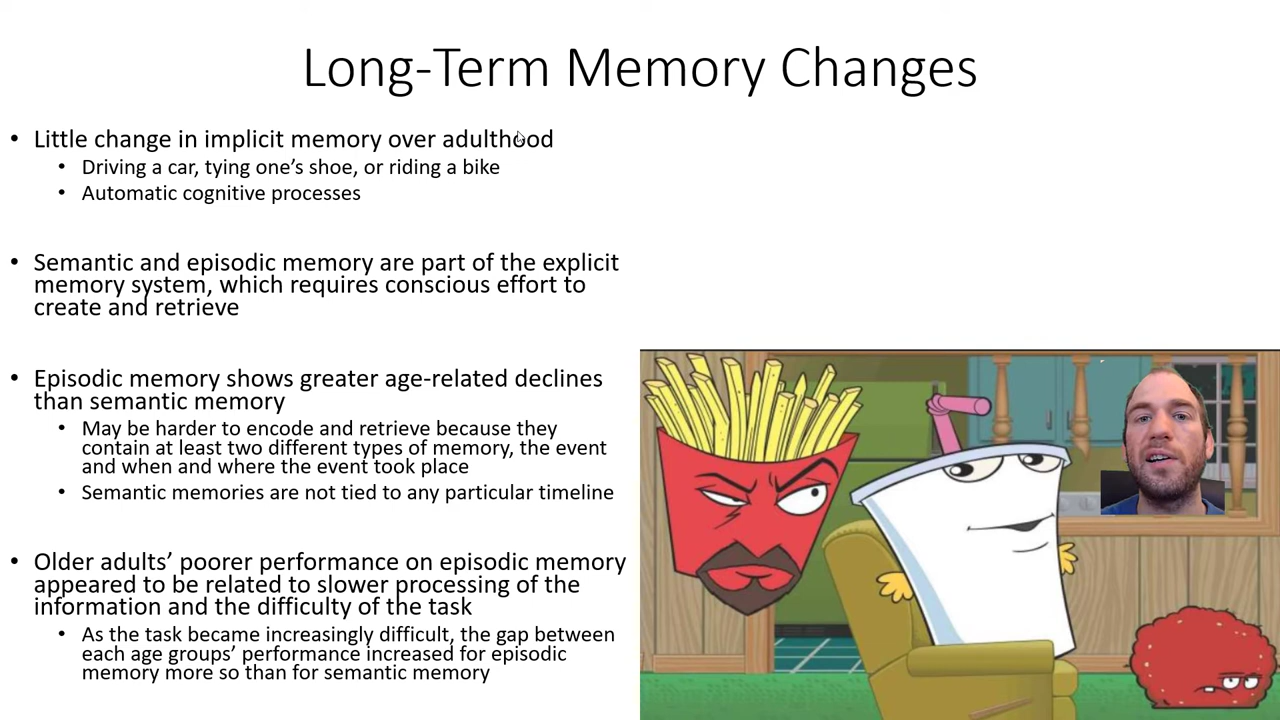 Long-Term Memory Changes
• Little change in implicit memory over adulthood
• Driving a car, tying one’s shoe, or riding a bike
• Automatic cognitive processes
• Semantic and episodic memory are part of the explicit
memory system, which requires conscious effort to
create and retrieve
• Episodic memory shows greater age-related declines
than semantic memory
• May be harder to encode and retrieve because they
contain at least two different types of memory, the event
and when and where the event took place
• Semantic memories are not tied to any particular timeline
• Older adults’ poorer performance on episodic memory
appeared to be related to slower processing of the
information and the difficulty of the task
• As the task became increasingly difficult, the gap between
each age groups’ performance increased for episodic
memory more so than for semantic memory